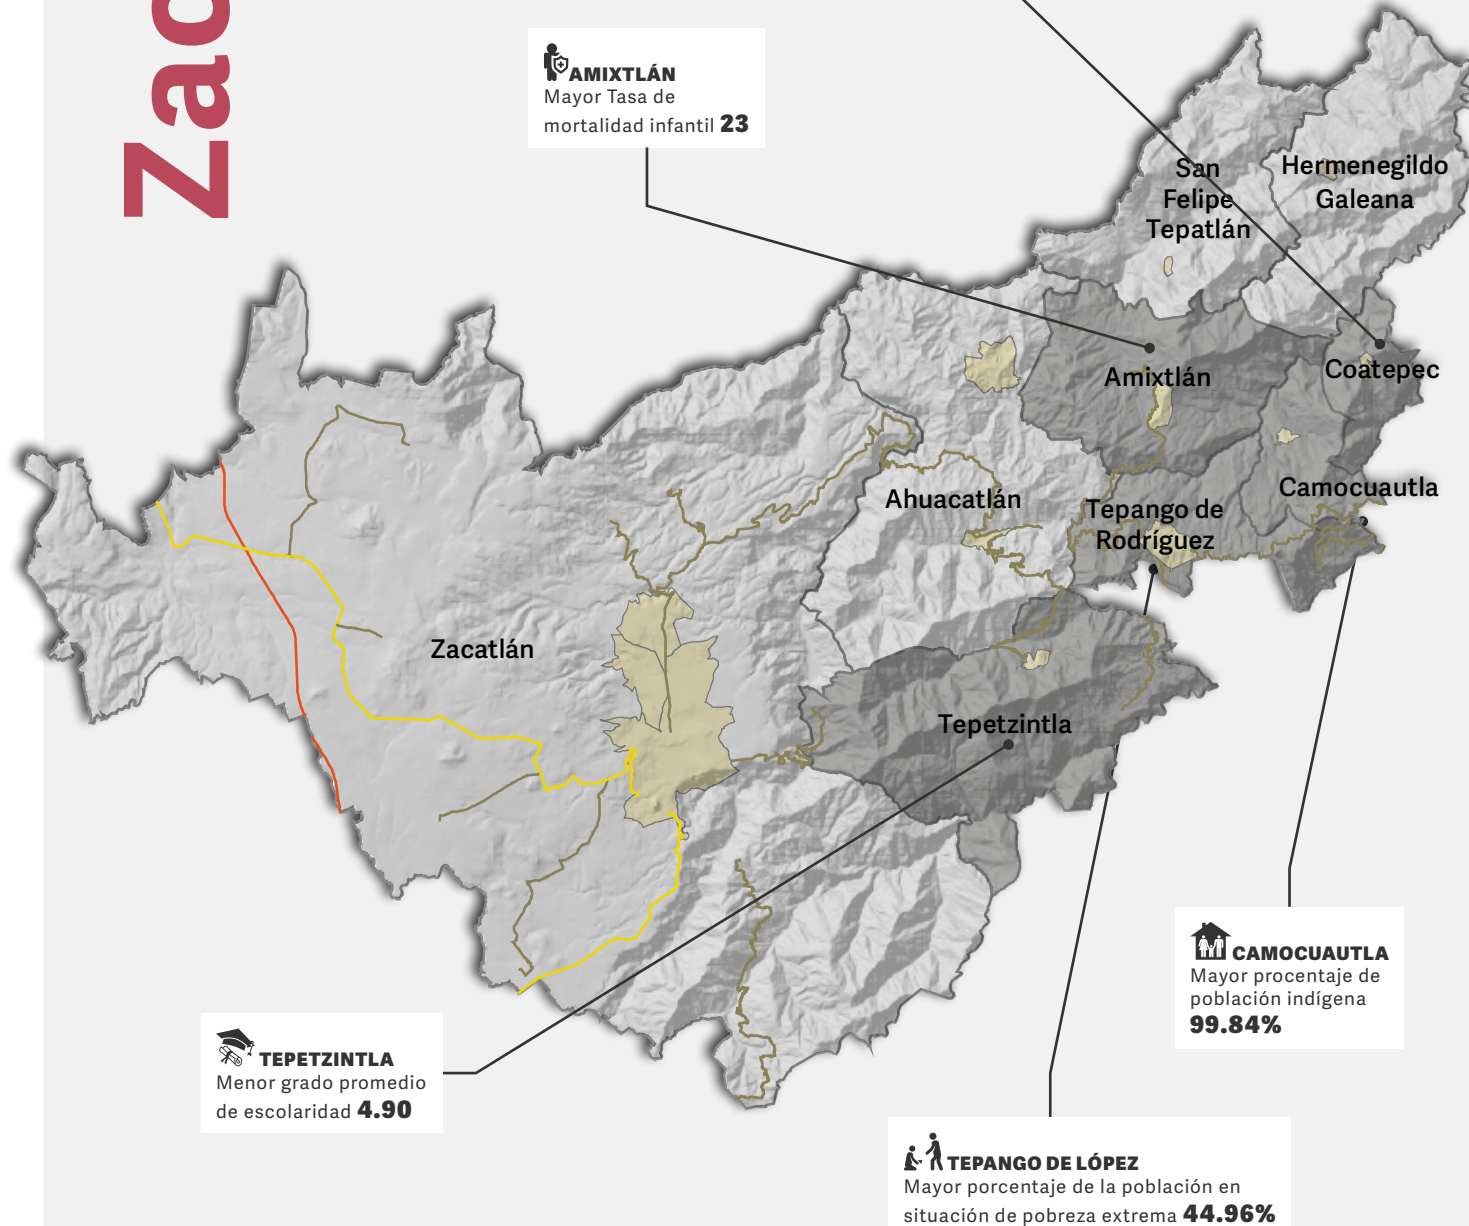 Zac
AMIXTLÁN
Mayor Tasa de
mortalidad infantil 23
San
Felipe
Tepatlán
Hermenegildo
Galeana
Amixtlán
Coatepec
Ahuacatlán
Tepango de
Rodríguez
Camocuautla
Zacatlán
Tepetzintla
CAMOCUAUTLA
Mayor procentaje de
población indígena
99.84%
TEPETZINTLA
Menor grado promedio
de escolaridad 4.90
TEPANGO DE LÓPEZ
Mayor porcentaje de la población en
situación de pobreza extrema 44.96%